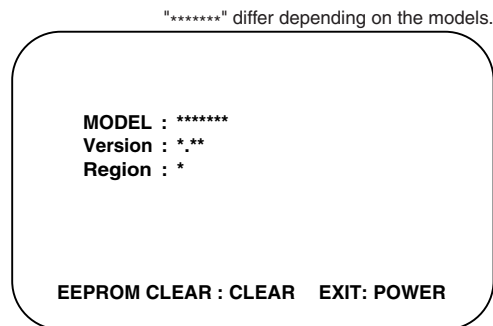 "*******" differ depending on the models.
MODEL : *******
Version : *.**
Region : *
EEPROM CLEAR : CLEAR EXIT: POWER